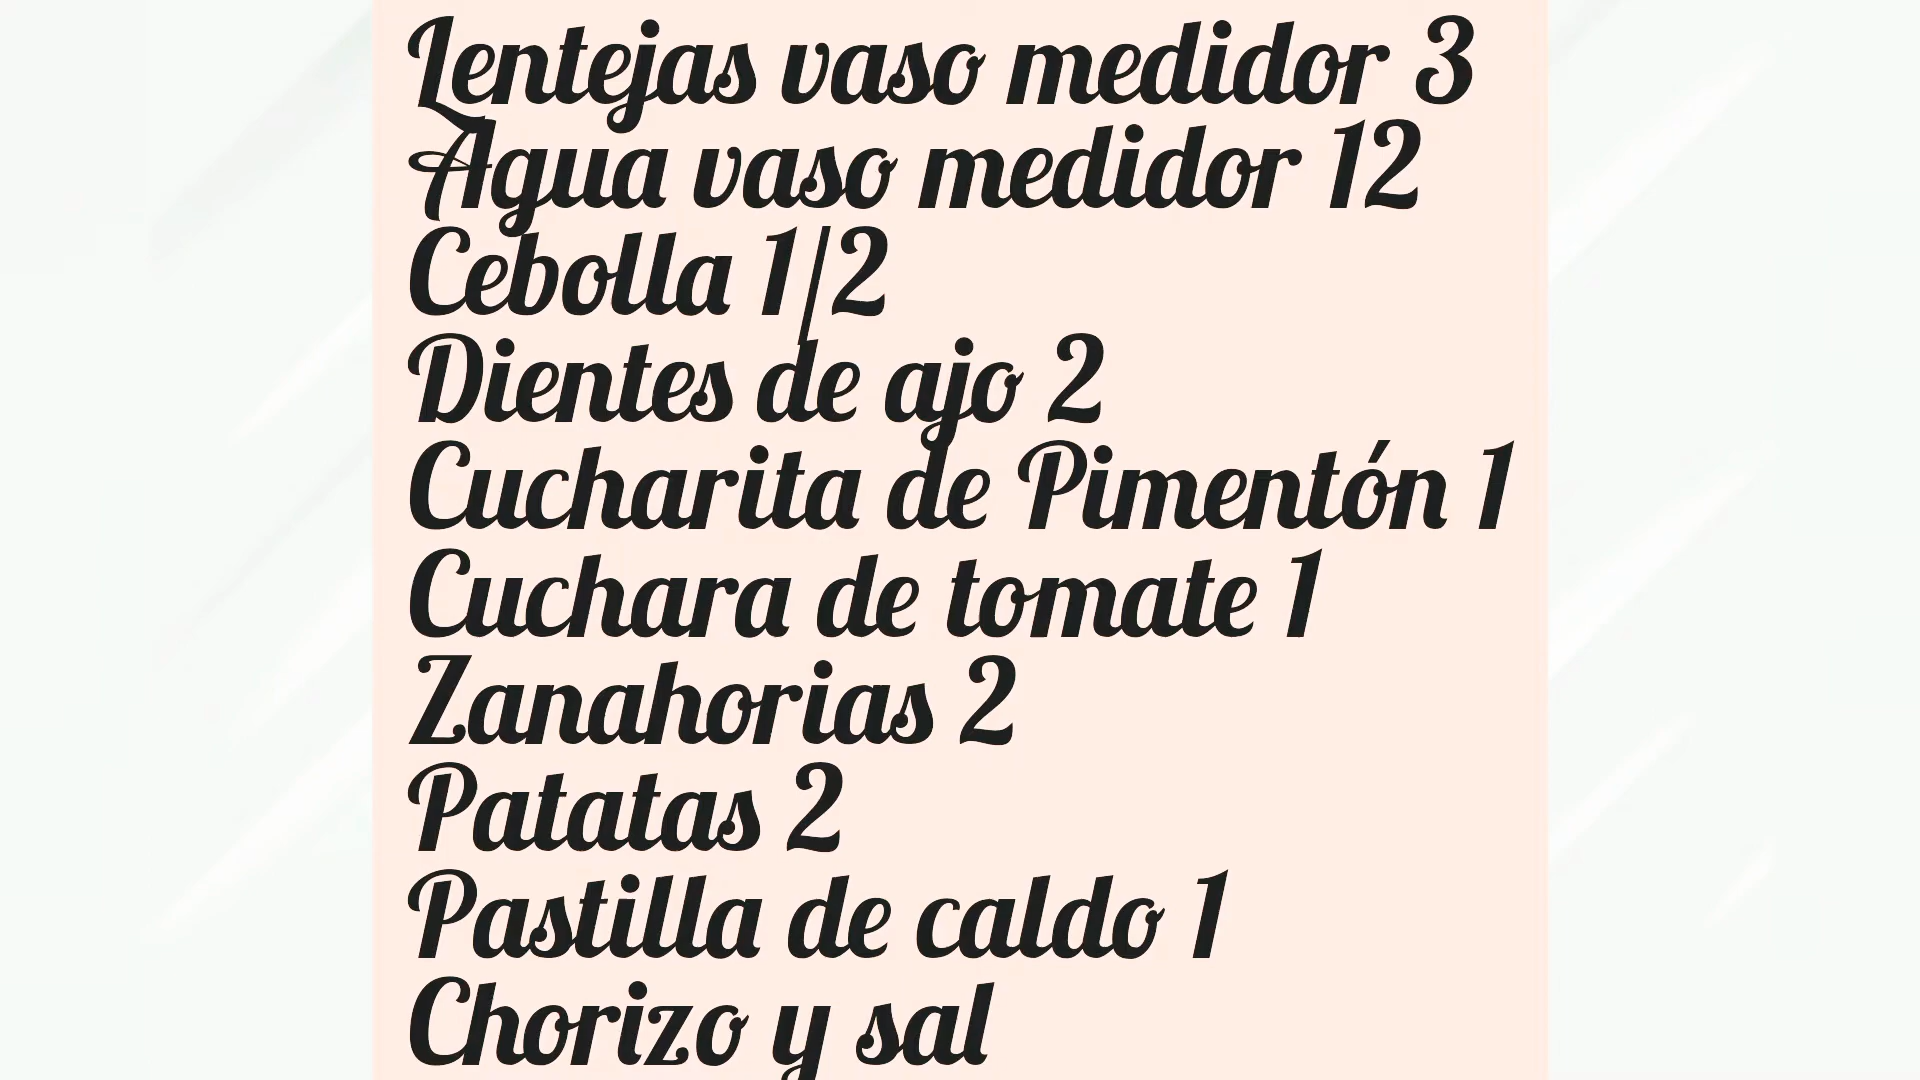 Lentejas vaso medidor 3
Agua vaso medidor 12
Cebolla 1/2
Dientes de ajo 2
Cucharita de Pimentón 1
Cuchara de tomate 1
Zanahorias 2
Patatas 2
Pastilla de caldo 1
Chorizo y sal